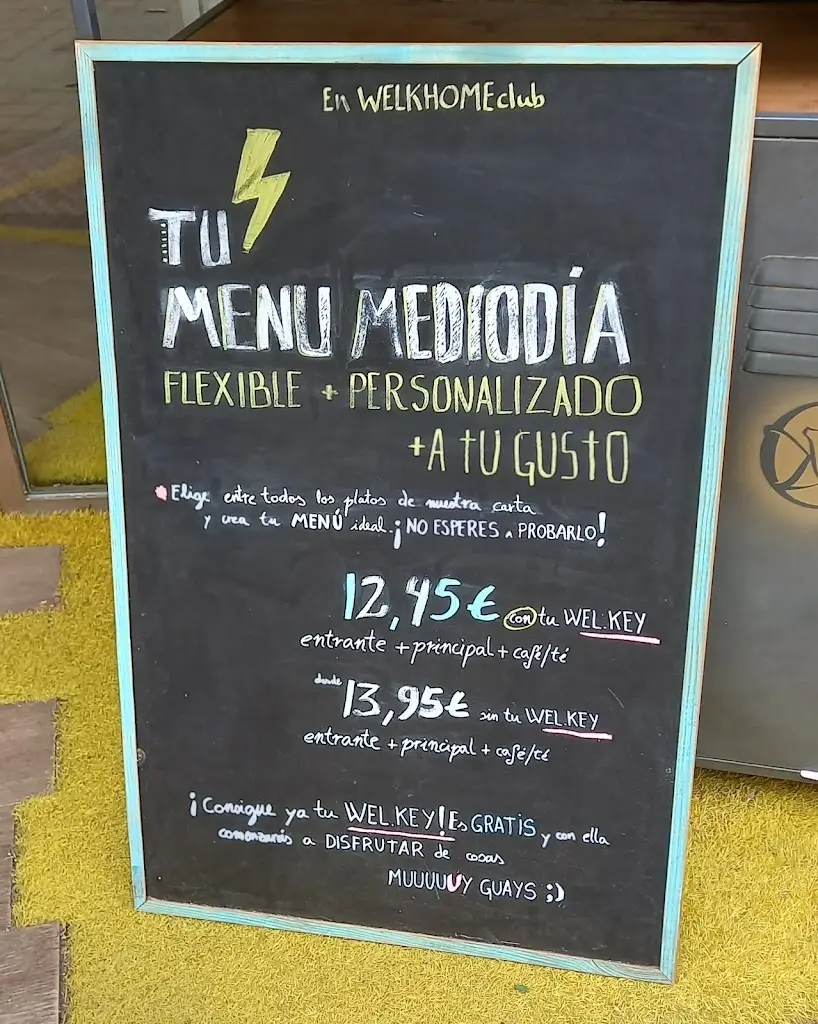 En WELKHOMEclub
TU
MENU MEDIODÍA
FLEXIBLE + PERSONALIZADO
+A TU GUSTO
Elige entre todos los platos de nuestra carta
y crea tu MENÚ ideal. ¡NO ESPERES a PROBARLO!
12,45€ con tu WEL.KEY
entrante + principal + café/té
desde 13,95€ sin tu WEL.KEY
entrante + principal + café/té
¡Consigue ya tu WEL.KEY! Es GRATIS y con ella
comenzarás a DISFRUTAR de cosas
MUUUUUY GUAYS ;)